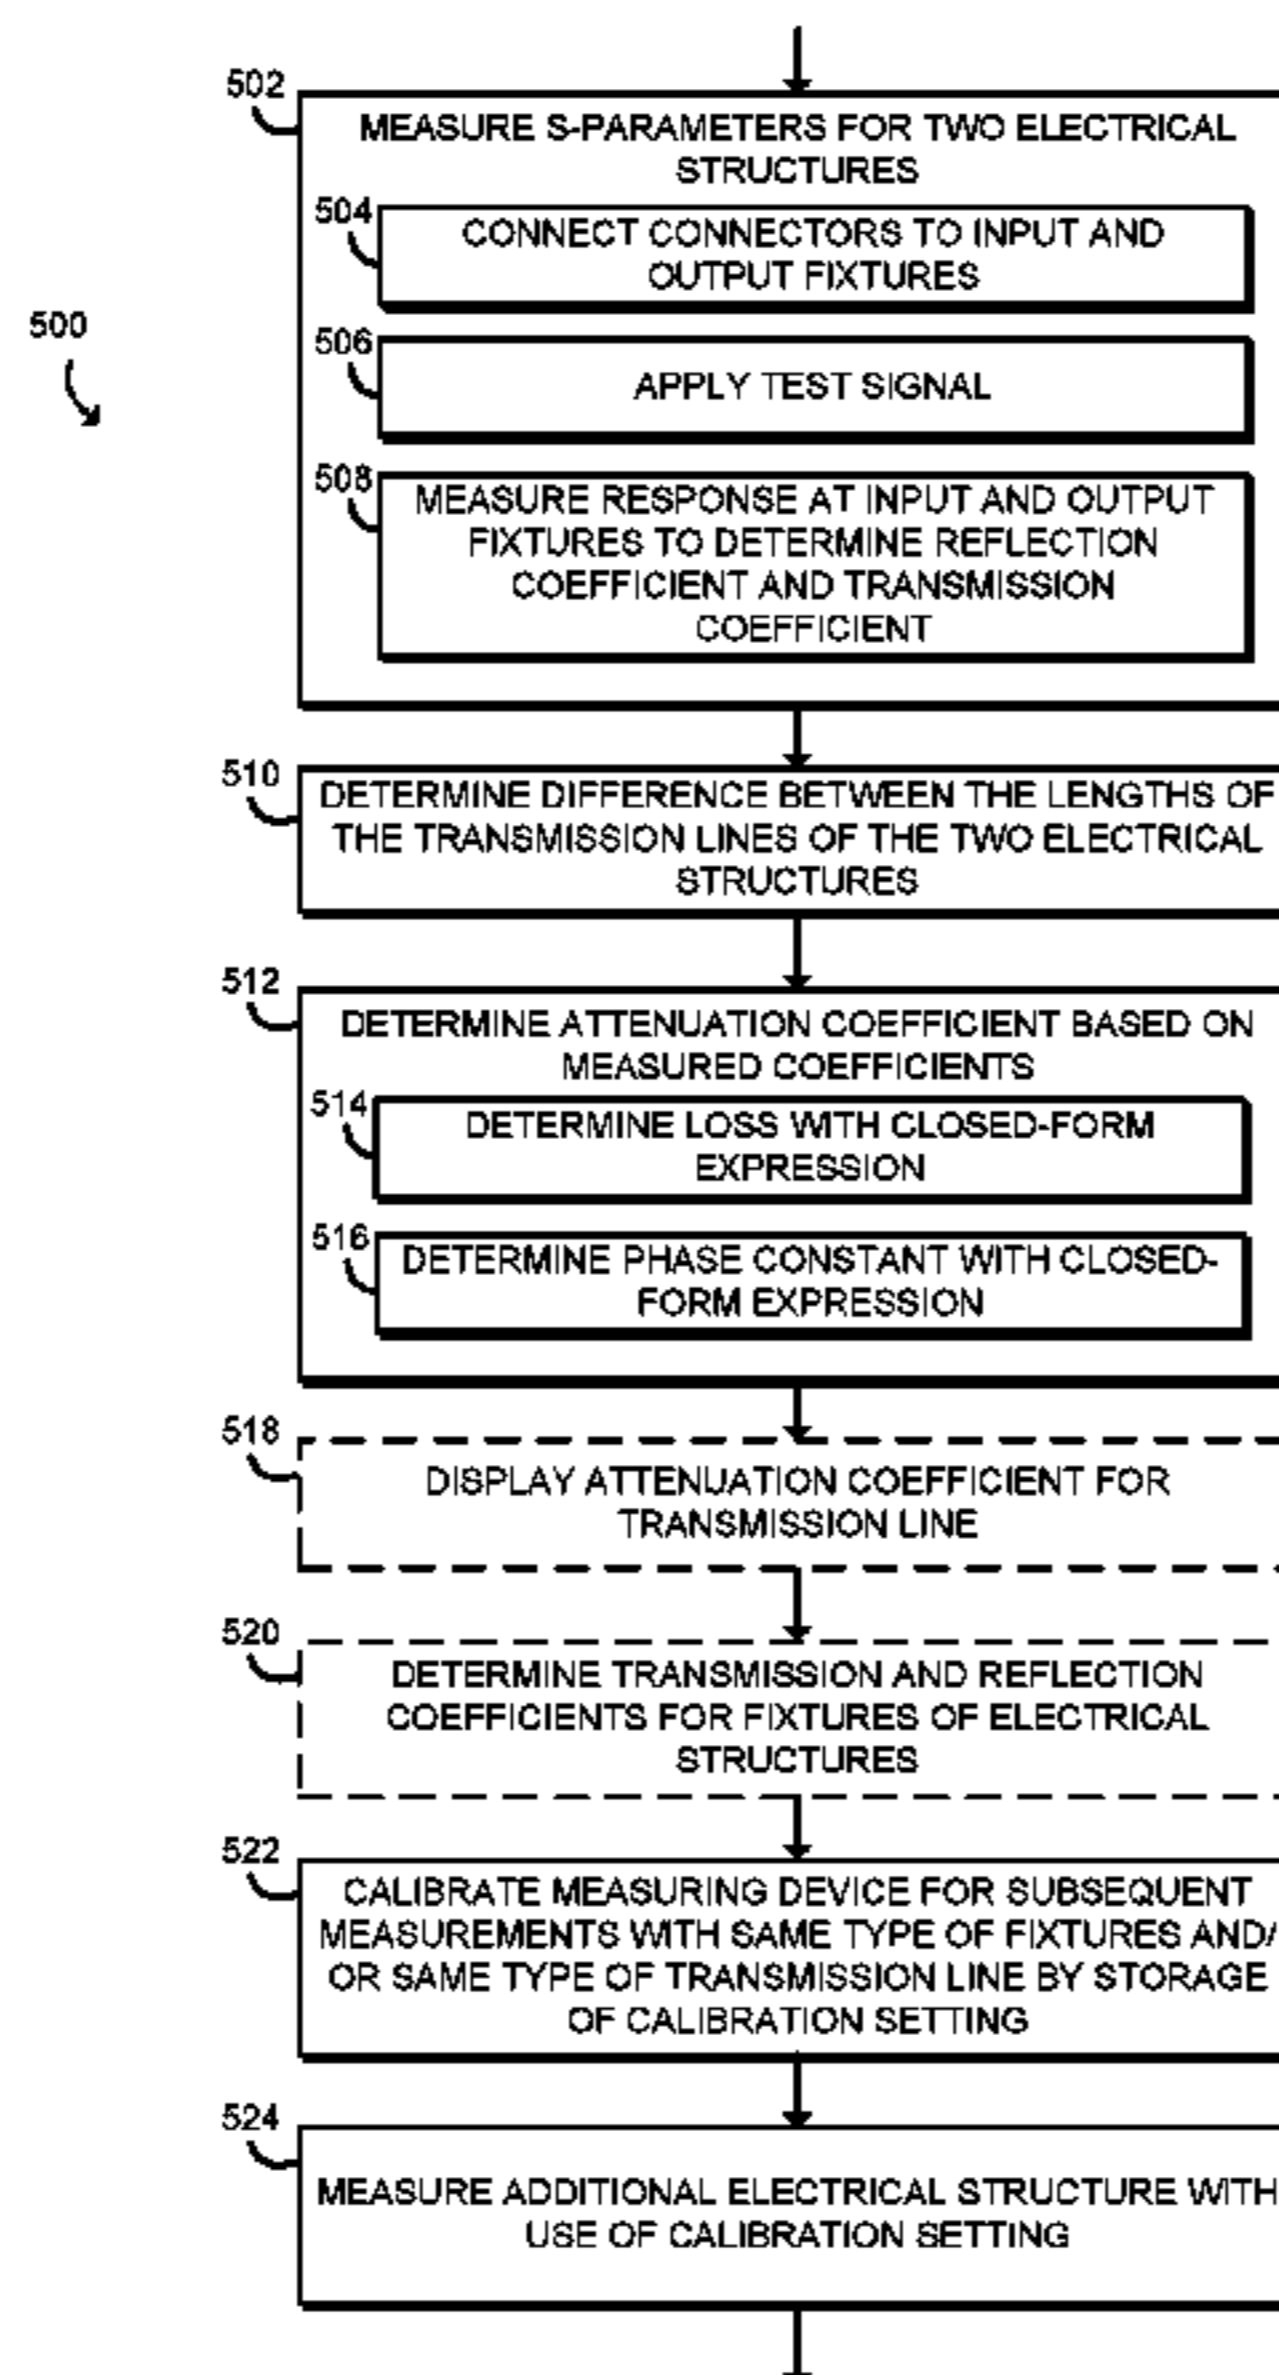 502
MEASURE S-PARAMETERS FOR TWO ELECTRICAL
STRUCTURES
504
CONNECT CONNECTORS TO INPUT AND
OUTPUT FIXTURES
500
506
APPLY TEST SIGNAL
508
MEASURE RESPONSE AT INPUT AND OUTPUT
FIXTURES TO DETERMINE REFLECTION
COEFFICIENT AND TRANSMISSION
COEFFICIENT
510
DETERMINE DIFFERENCE BETWEEN THE LENGTHS OF
THE TRANSMISSION LINES OF THE TWO ELECTRICAL
STRUCTURES
512
DETERMINE ATTENUATION COEFFICIENT BASED ON
MEASURED COEFFICIENTS
514
DETERMINE LOSS WITH CLOSED-FORM
EXPRESSION
516
DETERMINE PHASE CONSTANT WITH CLOSED-
FORM EXPRESSION
518
DISPLAY ATTENUATION COEFFICIENT FOR
TRANSMISSION LINE
520
DETERMINE TRANSMISSION AND REFLECTION
COEFFICIENTS FOR FIXTURES OF ELECTRICAL
STRUCTURES
522
CALIBRATE MEASURING DEVICE FOR SUBSEQUENT
MEASUREMENTS WITH SAME TYPE OF FIXTURES AND/
OR SAME TYPE OF TRANSMISSION LINE BY STORAGE
OF CALIBRATION SETTING
524
MEASURE ADDITIONAL ELECTRICAL STRUCTURE WITH
USE OF CALIBRATION SETTING